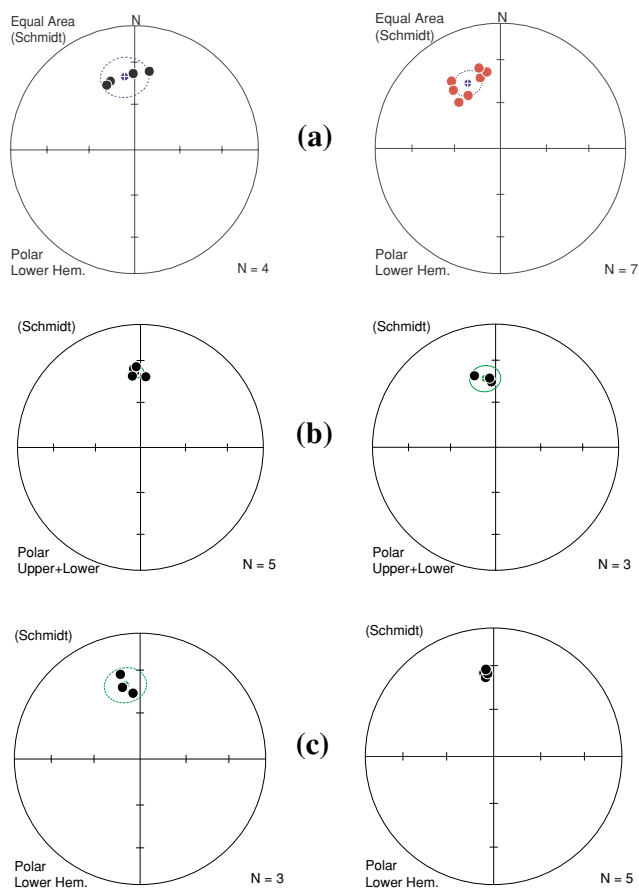 Equal Area
(Schmidt)
N
Polar
Lower Hem.
N = 4
(a)
Equal Area
(Schmidt)
N
Polar
Lower Hem.
N = 7
(Schmidt)
Polar
Upper+Lower
N = 5
(b)
(Schmidt)
Polar
Upper+Lower
N = 3
(Schmidt)
Polar
Lower Hem.
N = 3
(c)
(Schmidt)
Polar
Lower Hem.
N = 5